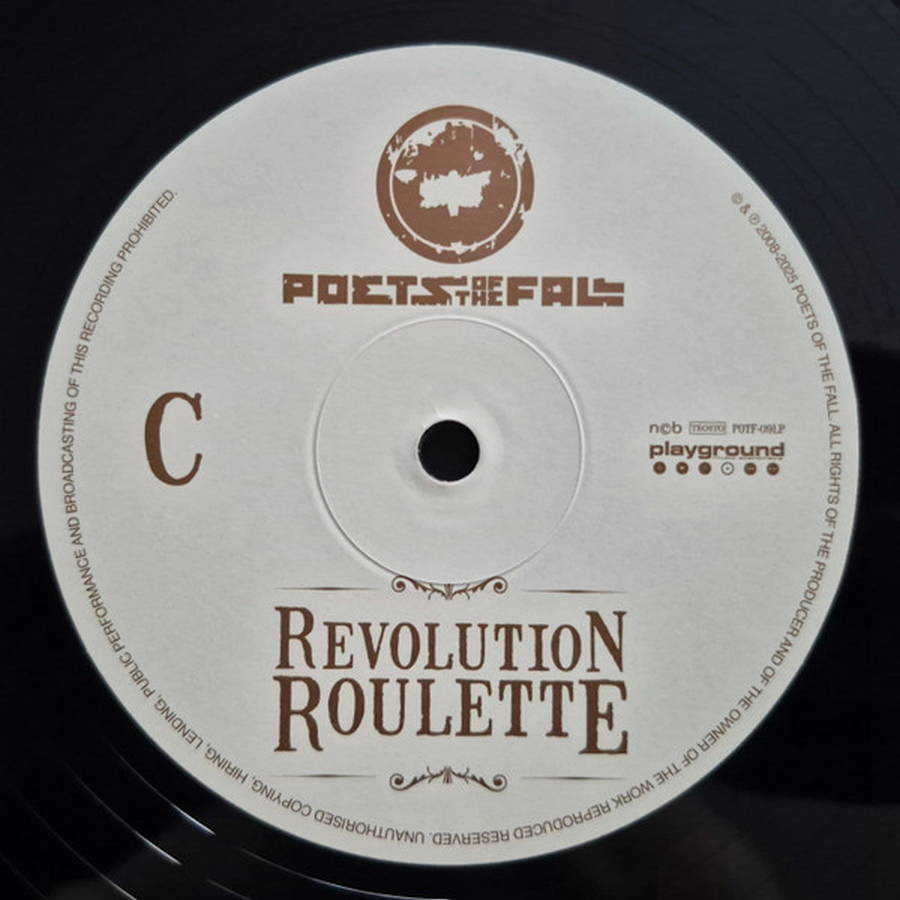 POETS OF THE FALL
C
ncb TEOSTO POTF-09LP
playground
REVOLUTION
ROULETTE
© & ℗ 2008-2025 POETS OF THE FALL. ALL RIGHTS OF THE PRODUCER AND OF THE OWNER OF THE WORK REPRODUCED RESERVED. UNAUTHORISED COPYING, HIRING, LENDING, PUBLIC PERFORMANCE AND BROADCASTING OF THIS RECORDING PROHIBITED.